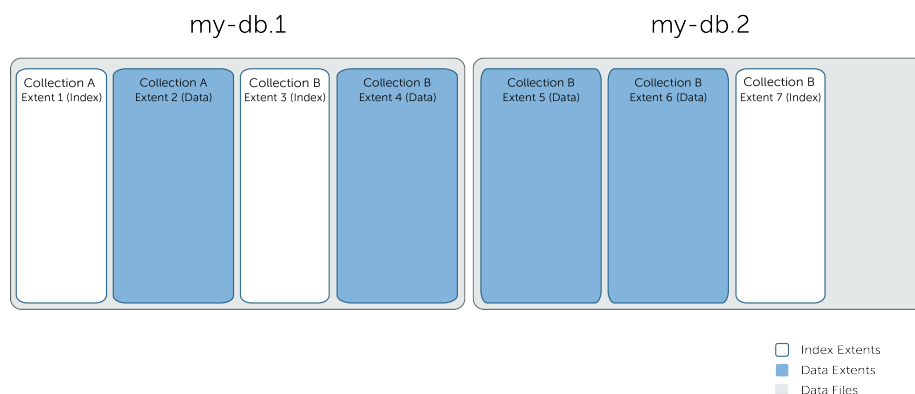 my-db.1
my-db.2
Collection A
Extent 1 (Index)
Collection A
Extent 2 (Data)
Collection B
Extent 3 (Index)
Collection B
Extent 4 (Data)
Collection B
Extent 5 (Data)
Collection B
Extent 6 (Data)
Collection B
Extent 7 (Index)
Index Extents
Data Extents
Data Files